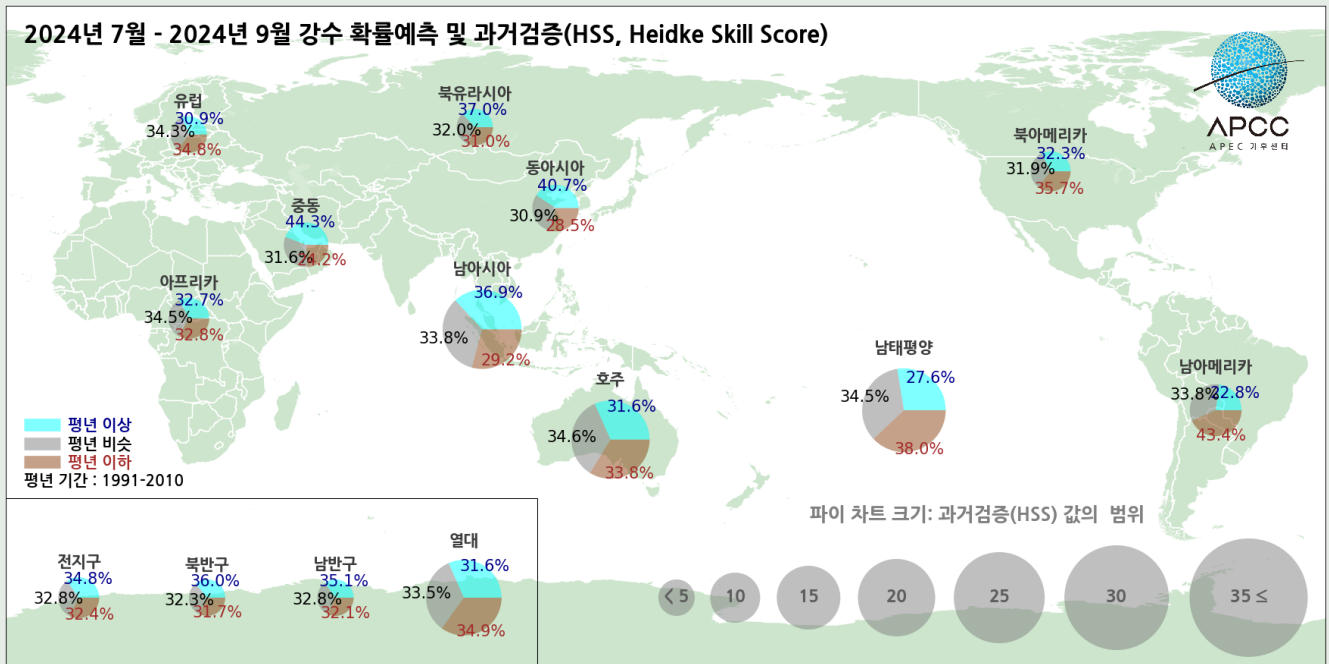 2024년 7월 - 2024년 9월 강수 확률예측 및 과거검증(HSS, Heidke Skill Score)
APCC
APEC 기후센터
유럽
30.9%
34.3%
34.8%
북유라시아
37.0%
32.0%
31.0%
북아메리카
32.3%
31.9%
35.7%
동아시아
40.7%
30.9%
28.5%
중동
44.3%
31.6%
24.2%
남아시아
36.9%
33.8%
29.2%
아프리카
32.7%
34.5%
32.8%
남태평양
27.6%
34.5%
38.0%
남아메리카
22.8%
33.8%
43.4%
호주
31.6%
34.6%
33.8%
평년 이상
평년 비슷
평년 이하
평년 기간 : 1991-2010
전지구
34.8%
32.8%
32.4%
북반구
36.0%
32.3%
31.7%
남반구
35.1%
32.8%
32.1%
열대
31.6%
33.5%
34.9%
파이 차트 크기: 과거검증(HSS) 값의 범위
< 5
10
15
20
25
30
35 ≤